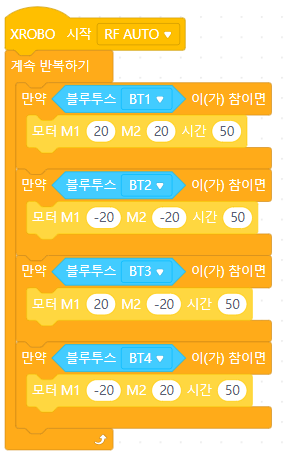 XROBO 시작 RF AUTO
계속 반복하기
만약 블루투스 BT1 이(가) 참이면
모터 M1 20 M2 20 시간 50
만약 블루투스 BT2 이(가) 참이면
모터 M1 -20 M2 -20 시간 50
만약 블루투스 BT3 이(가) 참이면
모터 M1 20 M2 -20 시간 50
만약 블루투스 BT4 이(가) 참이면
모터 M1 -20 M2 20 시간 50